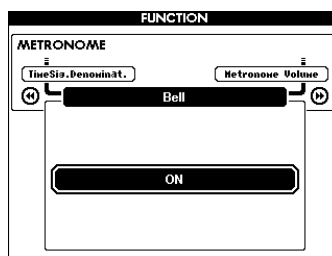 FUNCTION
METRONOME
TimeSig.Denominat.
Metronome Volume
Bell
ON